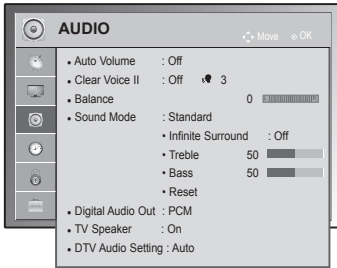 AUDIO
Move OK
• Auto Volume : Off
• Clear Voice II : Off 3
• Balance 0
• Sound Mode : Standard
• Infinite Surround : Off
• Treble 50
• Bass 50
• Reset
• Digital Audio Out : PCM
• TV Speaker : On
• DTV Audio Setting : Auto